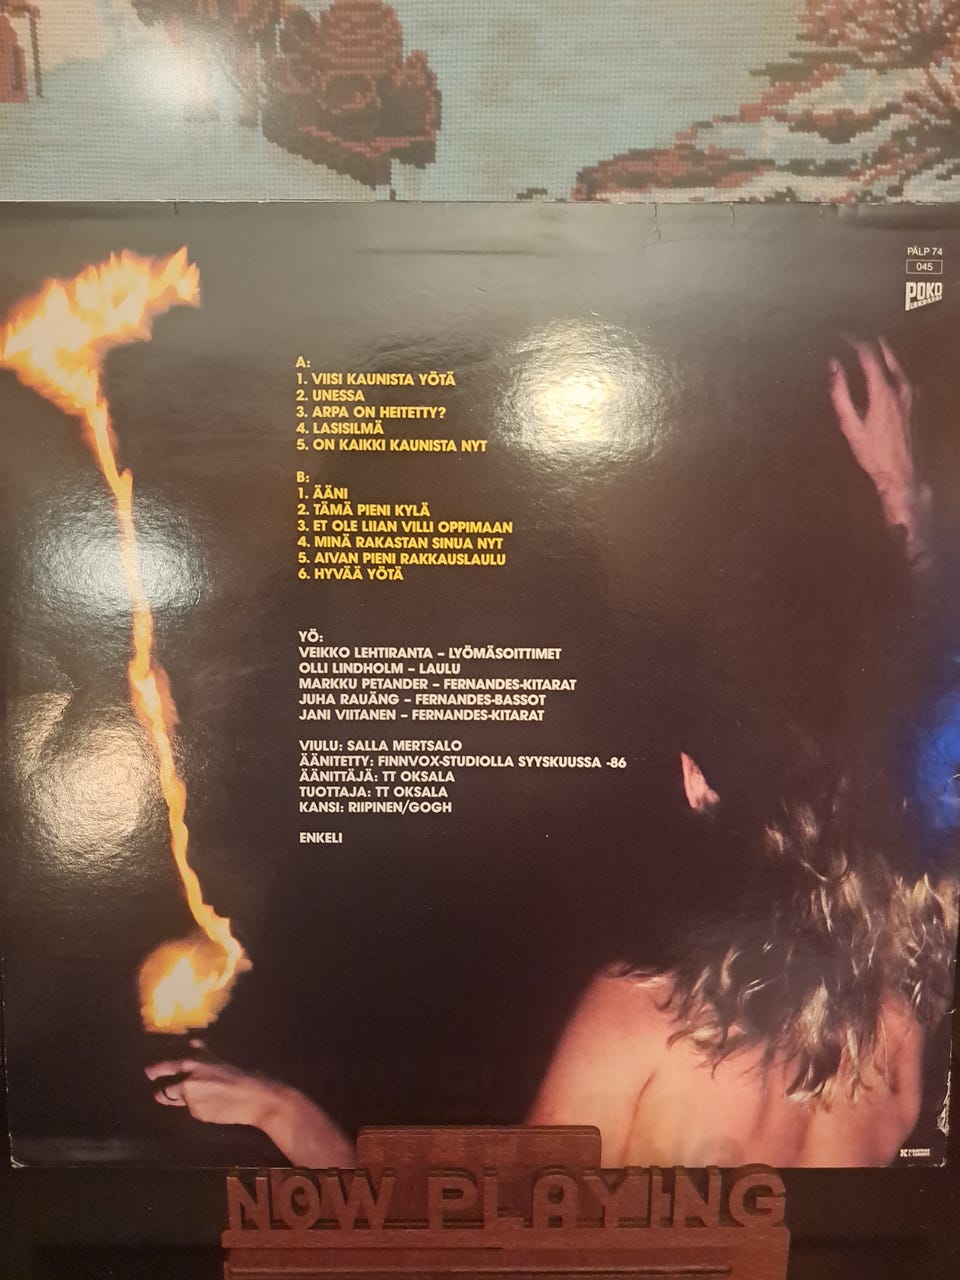 PÄLP 74
045
POKO
REKORDS
A:
1. VIISI KAUNISTA YÖTÄ
2. UNESSA
3. ARPA ON HEITETTY?
4. LASISILMÄ
5. ON KAIKKI KAUNISTA NYT
B:
1. ÄÄNI
2. TÄMÄ PIENI KYLÄ
3. ET OLE LIIAN VILLI OPPIMAAN
4. MINÄ RAKASTAN SINUA NYT
5. AIVAN PIENI RAKKAUSLAULU
6. HYVÄÄ YÖTÄ
YÖ:
VEIKKO LEHTIRANTA – LYÖMÄSOITTIMET
OLLI LINDHOLM – LAULU
MARKKU PETANDER – FERNANDES-KITARAT
JUHA RAUÄNG – FERNANDES-BASSOT
JANI VIITANEN – FERNANDES-KITARAT
VIULU: SALLA MERTSALO
ÄÄNITETTY: FINNVOX-STUDIOLLA SYYSKUUSSA -86
ÄÄNITTÄJÄ: TT OKSALA
TUOTTAJA: TT OKSALA
KANSI: RIIPINEN/GOGH
ENKELI
NOW PLAYING